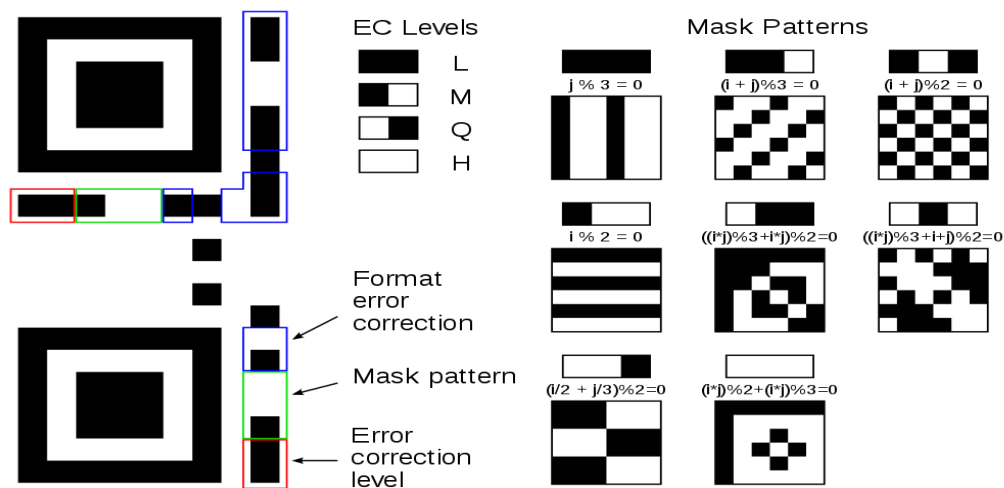 EC Levels
L
M
Q
H
Format
error
correction
Mask pattern
Error
correction
level
Mask Patterns
j % 3 = 0
(i + j)%3 = 0
(i + j)%2 = 0
i % 2 = 0
((i*j)%3+i*j)%2=0
((i*j)%3+i+j)%2=0
(i/2 + j/3)%2=0
(i*j)%2+(i*j)%3=0